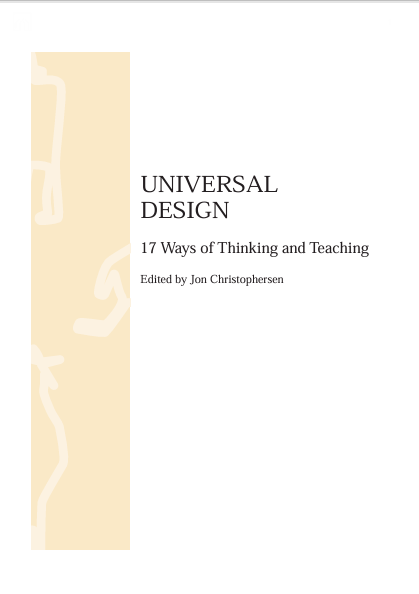 UNIVERSAL
DESIGN
17 Ways of Thinking and Teaching
Edited by Jon Christophersen